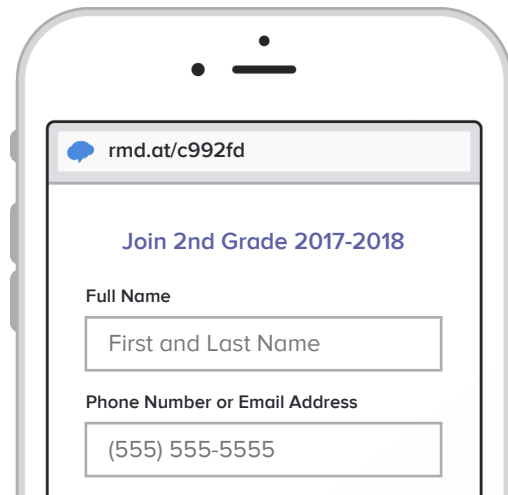 rmd.at/c992fd
Join 2nd Grade 2017-2018
Full Name
First and Last Name
Phone Number or Email Address
(555) 555-5555